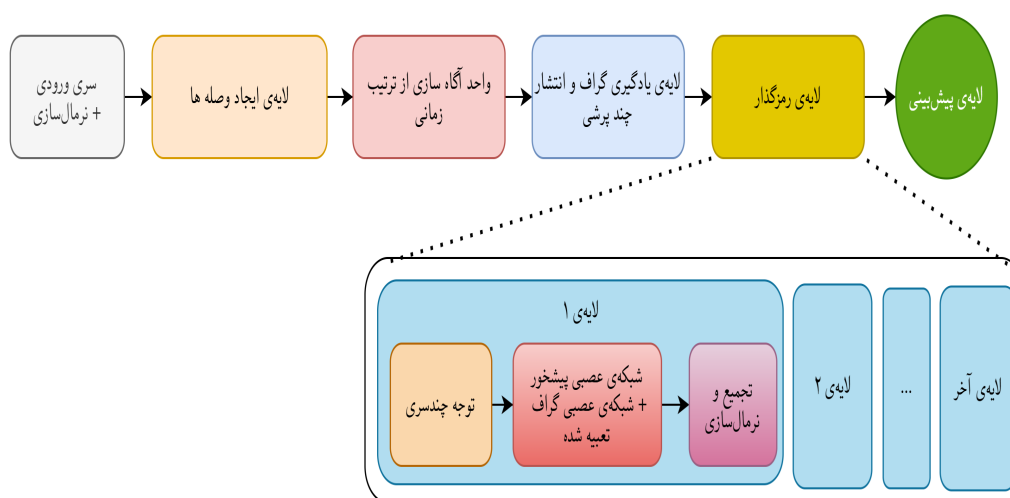 سری ورودی
+ نرمال‌سازی
لایه‌ی ایجاد وصله ها
واحد آگاه سازی از ترتیب
زمانی
لایه‌ی یادگیری گراف و انتشار
چند پرشی
لایه‌ی رمزگذار
لایه‌ی پیش‌بینی
لایه‌ی ۱
توجه چندسری
شبکه‌ی عصبی پیشخور
+ شبکه‌ی عصبی گراف
تعبیه شده
تجمیع و
نرمال‌سازی
لایه‌ی ۲
...
لایه‌ی آخر